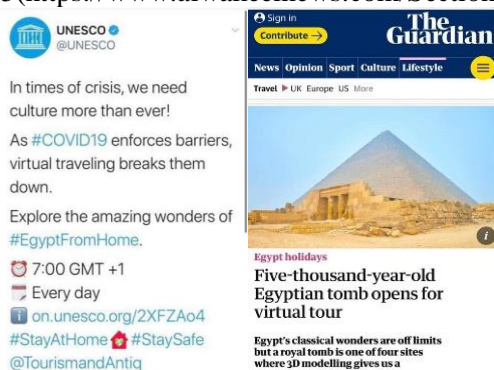 UNESCO
@UNESCO
In times of crisis, we need
culture more than ever!
As #COVID19 enforces barriers,
virtual traveling breaks them
down.
Explore the amazing wonders of
#EgyptFromHome.
7:00 GMT +1
Every day
on.unesco.org/2XFZAo4
#StayAtHome #StaySafe
@TourismandAntiq
Sign in
Contribute →
The
Guardian
News Opinion Sport Culture Lifestyle
Travel ▶ UK Europe US More
Egypt holidays
Five-thousand-year-old
Egyptian tomb opens for
virtual tour
Egypt's classical wonders are off limits
but a royal tomb is one of four sites
where 3D modelling gives us a